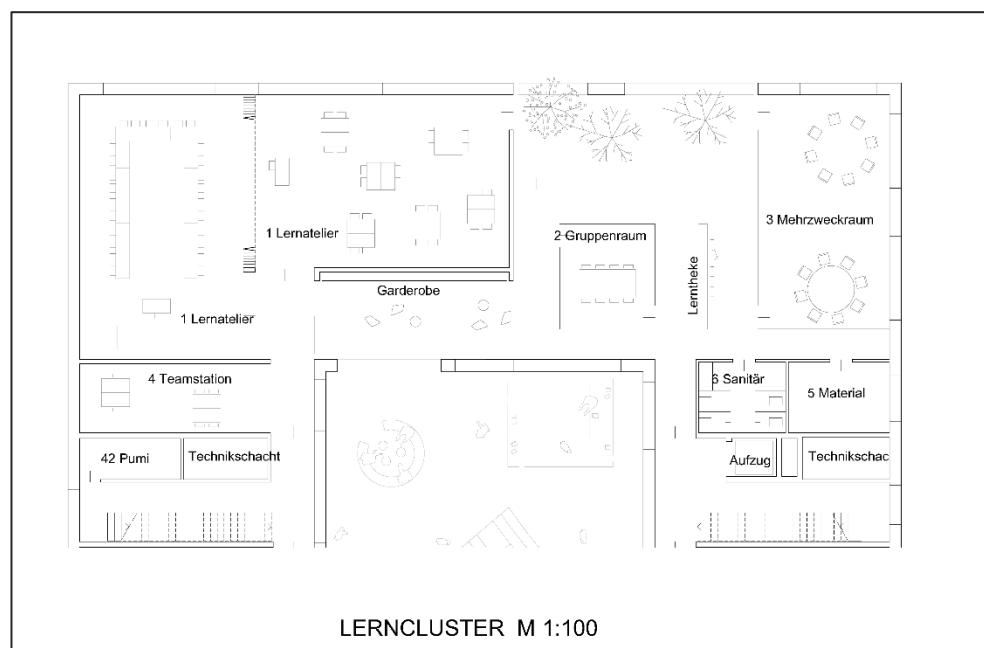 3 Mehrzweckraum
1 Lernatelier
2 Gruppenraum
Garderobe
Lerntheke
1 Lernatelier
4 Teamstation
6 Sanitär
5 Material
42 Pumi
Technikschacht
Aufzug
Technikschac
LERNCLUSTER M 1:100